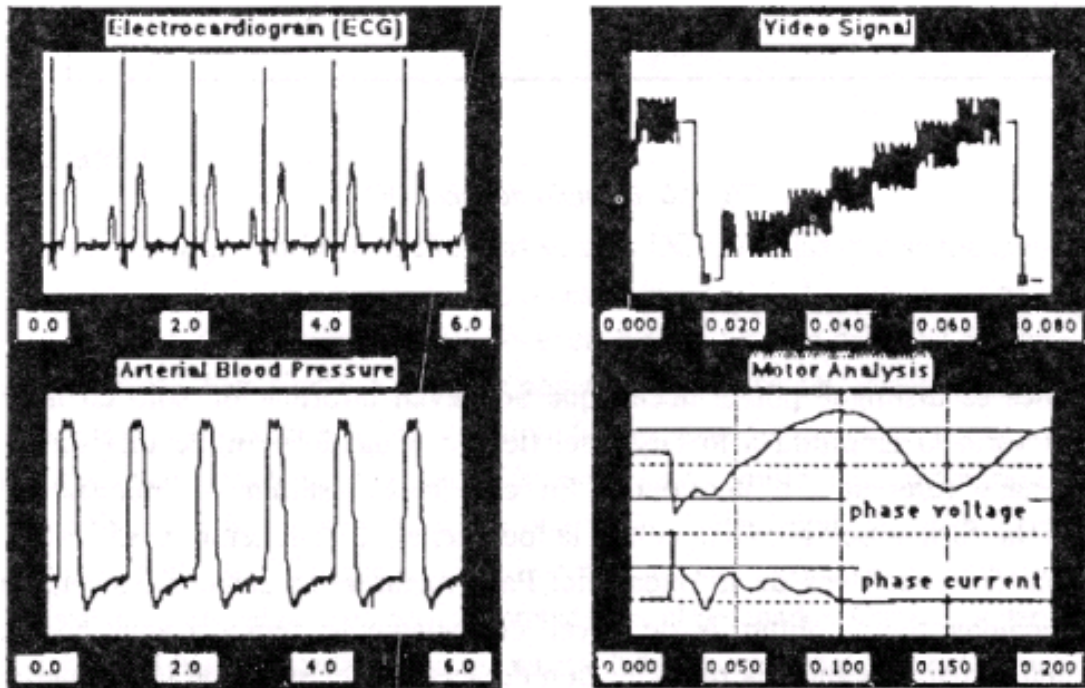 Electrocardiogram (ECG)
0.0 2.0 4.0 6.0
Video Signal
0.000 0.020 0.040 0.060 0.080
Arterial Blood Pressure
0.0 2.0 4.0 6.0
Motor Analysis
phase voltage
phase current
0.000 0.050 0.100 0.150 0.200